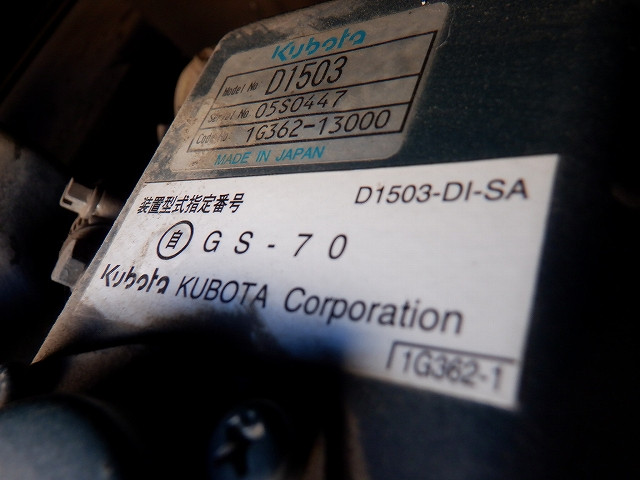 Kubota
Model No. D1503
Serial No. 05S0447
Code No. 1G362-13000
MADE IN JAPAN
装置型式指定番号 D1503-DI-SA
自 GS-70
Kubota KUBOTA Corporation
1G362-1